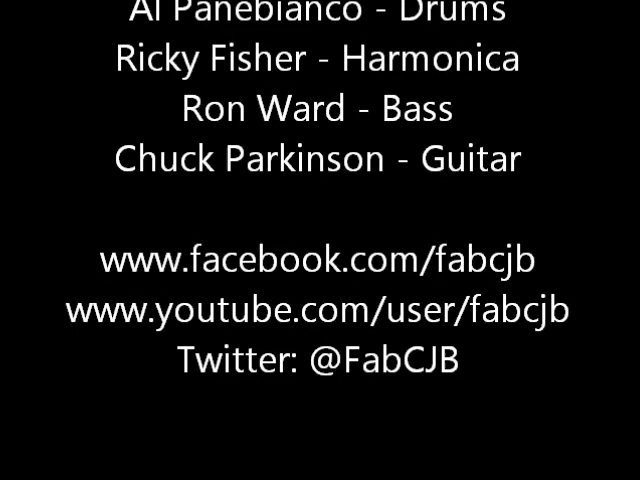 Al Panebianco - Drums
Ricky Fisher - Harmonica
Ron Ward - Bass
Chuck Parkinson - Guitar
www.facebook.com/fabcjb
www.youtube.com/user/fabcjb
Twitter: @FabCJB